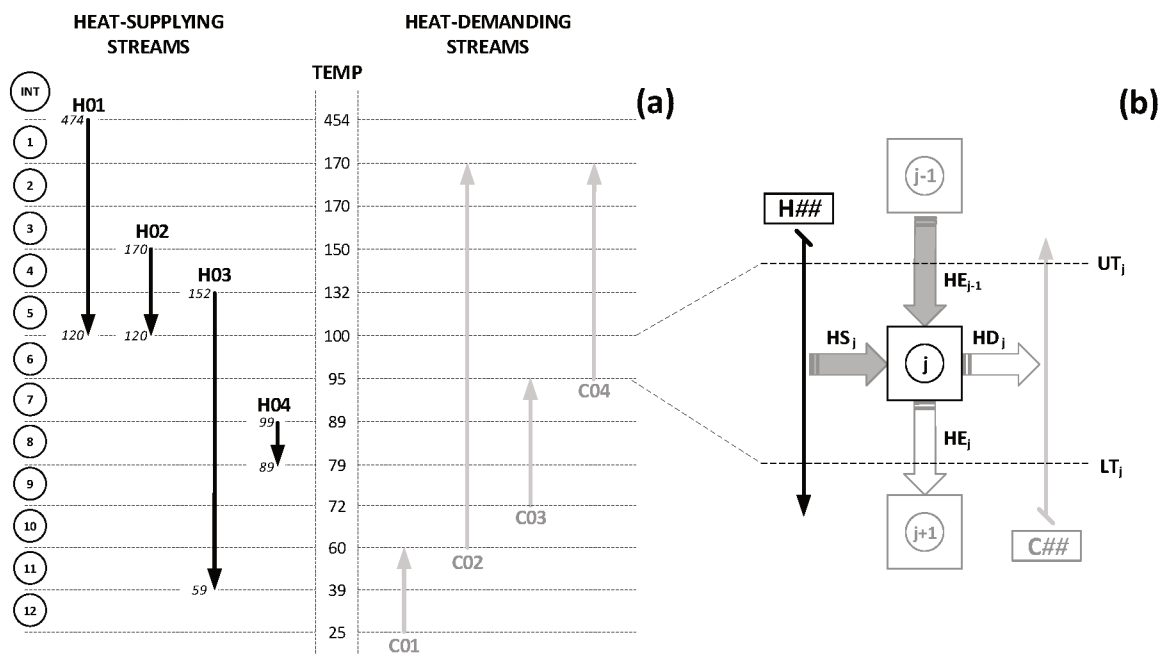 HEAT-SUPPLYING
STREAMS
HEAT-DEMANDING
STREAMS
TEMP
INT
(a)
(b)
H01
474
454
1
170
2
170
3
H02
170
150
4
H03
152
132
5
120
120
100
6
95
C04
7
H04
99
89
8
89
79
9
72
C03
10
60
C02
11
59
39
12
25
C01
j-1
H##
UTj
HEj-1
HSj
HDj
j
HEj
LTj
j+1
C##